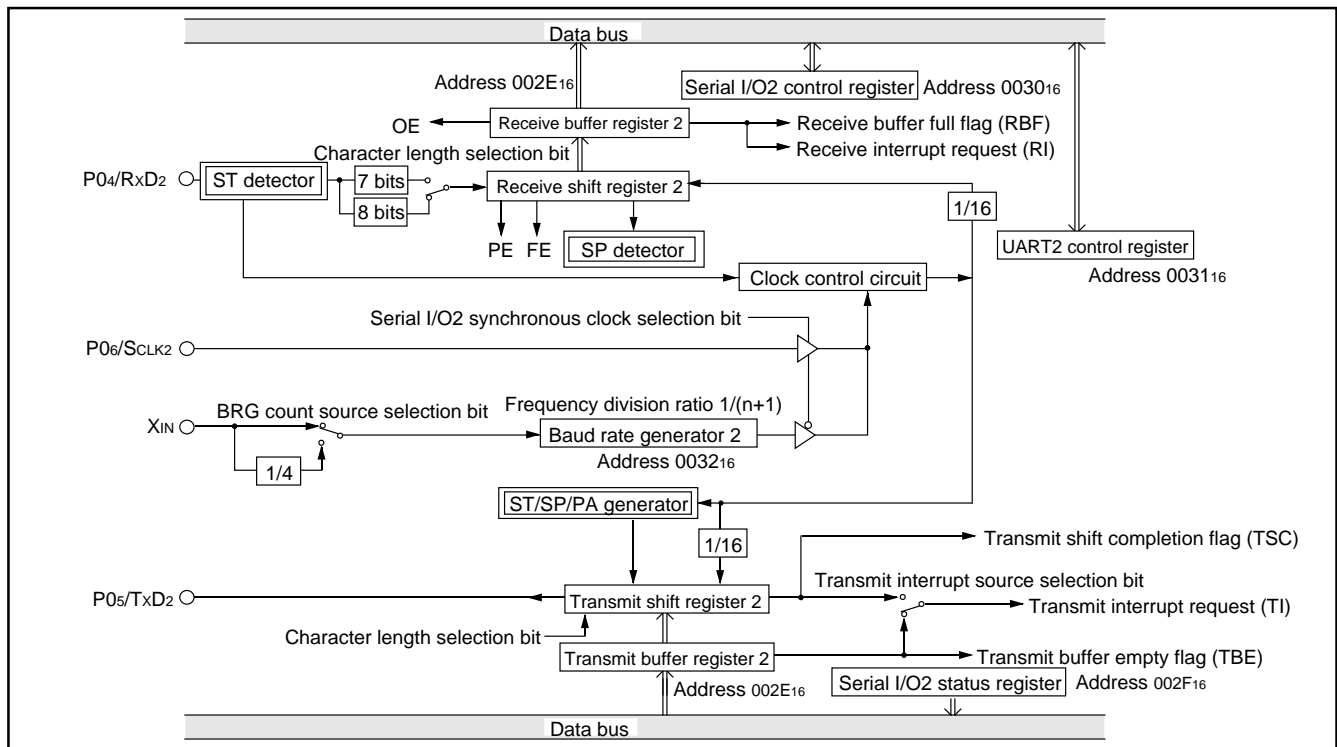 Data bus
Address 002E16
Serial I/O2 control register Address 003016
OE
Receive buffer register 2
Receive buffer full flag (RBF)
Receive interrupt request (RI)
Character length selection bit
P04/RxD2
ST detector
7 bits
8 bits
Receive shift register 2
1/16
PE FE
SP detector
UART2 control register
Address 003116
Clock control circuit
Serial I/O2 synchronous clock selection bit
P06/SCLK2
XIN
BRG count source selection bit
Frequency division ratio 1/(n+1)
Baud rate generator 2
Address 003216
1/4
ST/SP/PA generator
1/16
Transmit shift completion flag (TSC)
Transmit interrupt source selection bit
P05/TxD2
Transmit shift register 2
Transmit interrupt request (TI)
Character length selection bit
Transmit buffer register 2
Transmit buffer empty flag (TBE)
Address 002E16
Serial I/O2 status register Address 002F16
Data bus